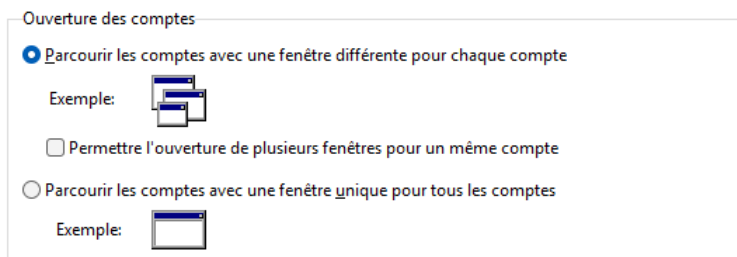 Ouverture des comptes
Parcourir les comptes avec une fenêtre différente pour chaque compte
Exemple:
Permettre l'ouverture de plusieurs fenêtres pour un même compte
Parcourir les comptes avec une fenêtre unique pour tous les comptes
Exemple: